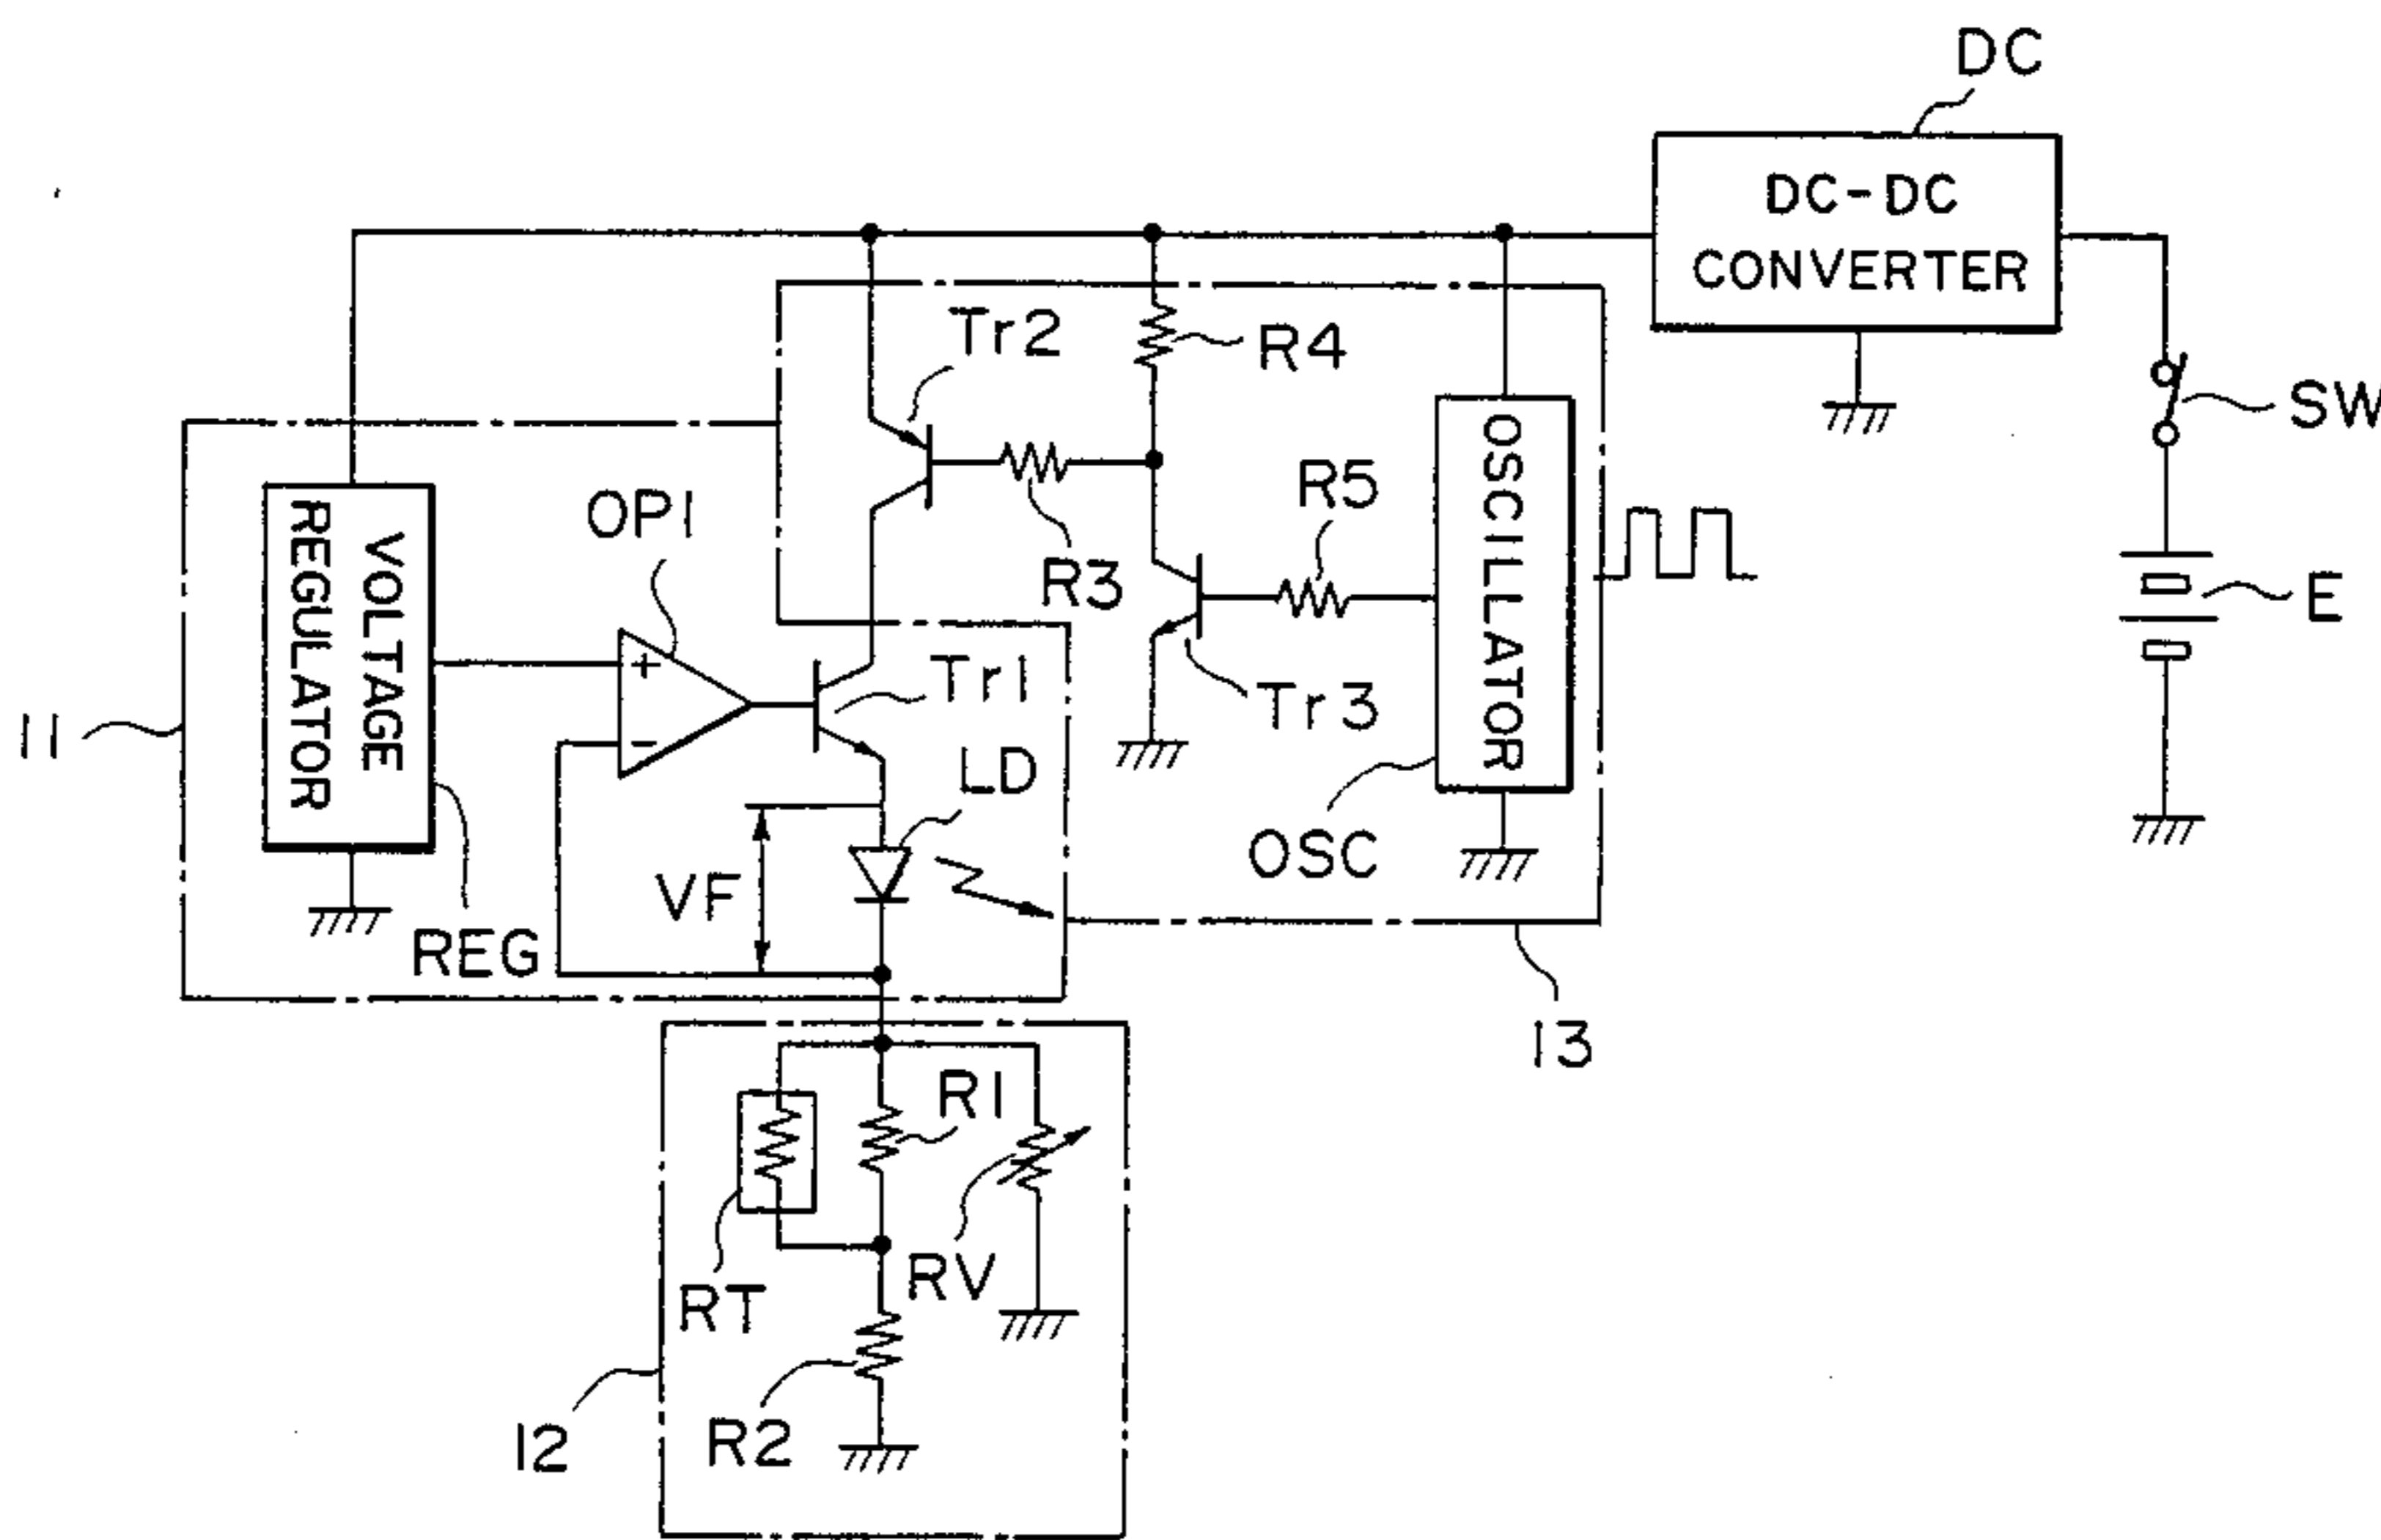 DC
DC-DC
CONVERTER
Tr2
R4
SW
OSCILLATOR
OP1
R5
R3
E
VOLTAGE
REGULATOR
Tr1
Tr3
11
LD
OSC
VF
REG
13
R1
RV
RT
R2
12
+
-